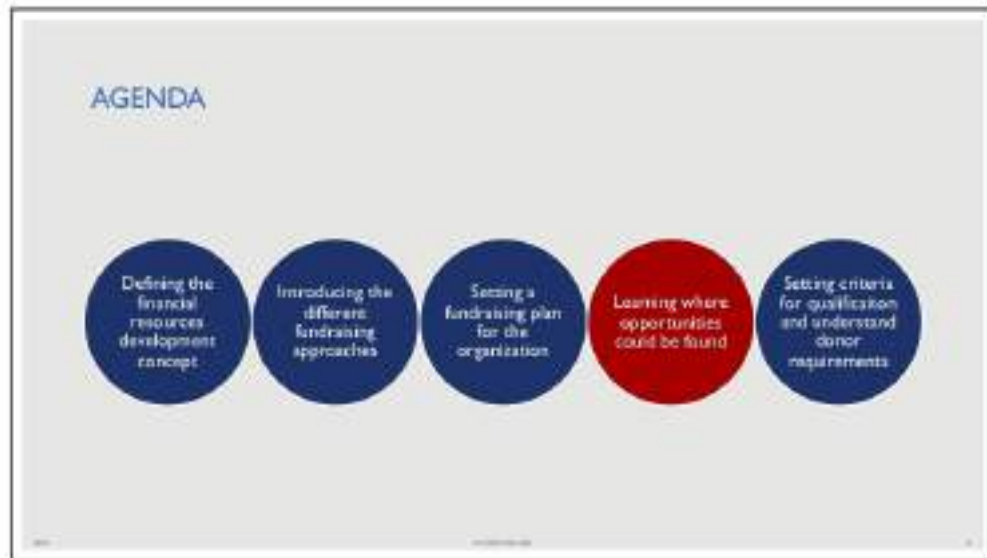 AGENDA
Defining the
financial
resources
development
concept
Introducing the
different
fundraising
approaches
Setting a
fundraising plan
for the
organization
Learning where
opportunities
could be found
Setting criteria
for qualification
and understand
donor
requirements